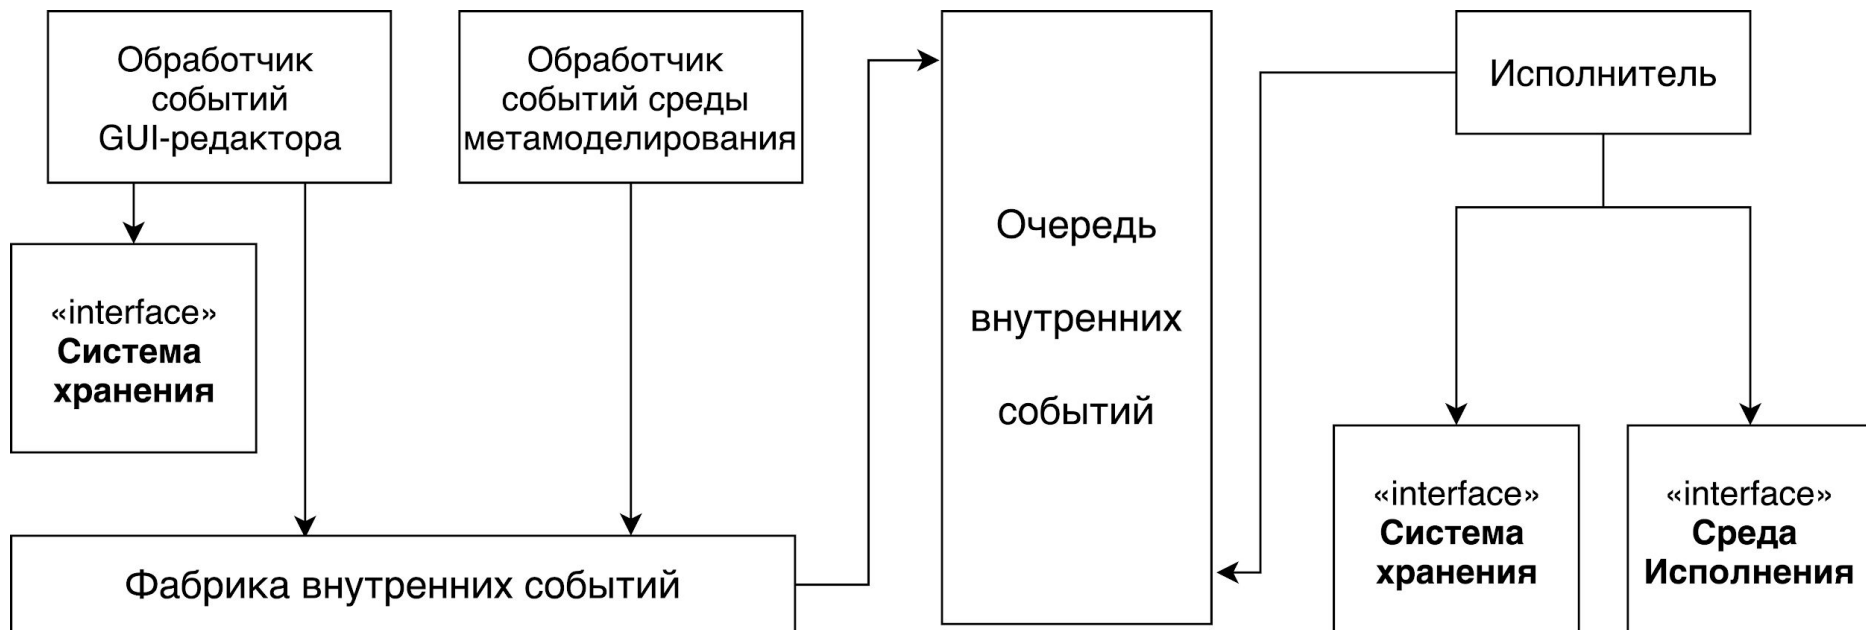 Обработчик
событий
GUI-редактора
Обработчик
событий среды
метамоделирования
«interface»
Система
хранения
Фабрика внутренних событий
Очередь
внутренних
событий
Исполнитель
«interface»
Система
хранения
«interface»
Среда
Исполнения